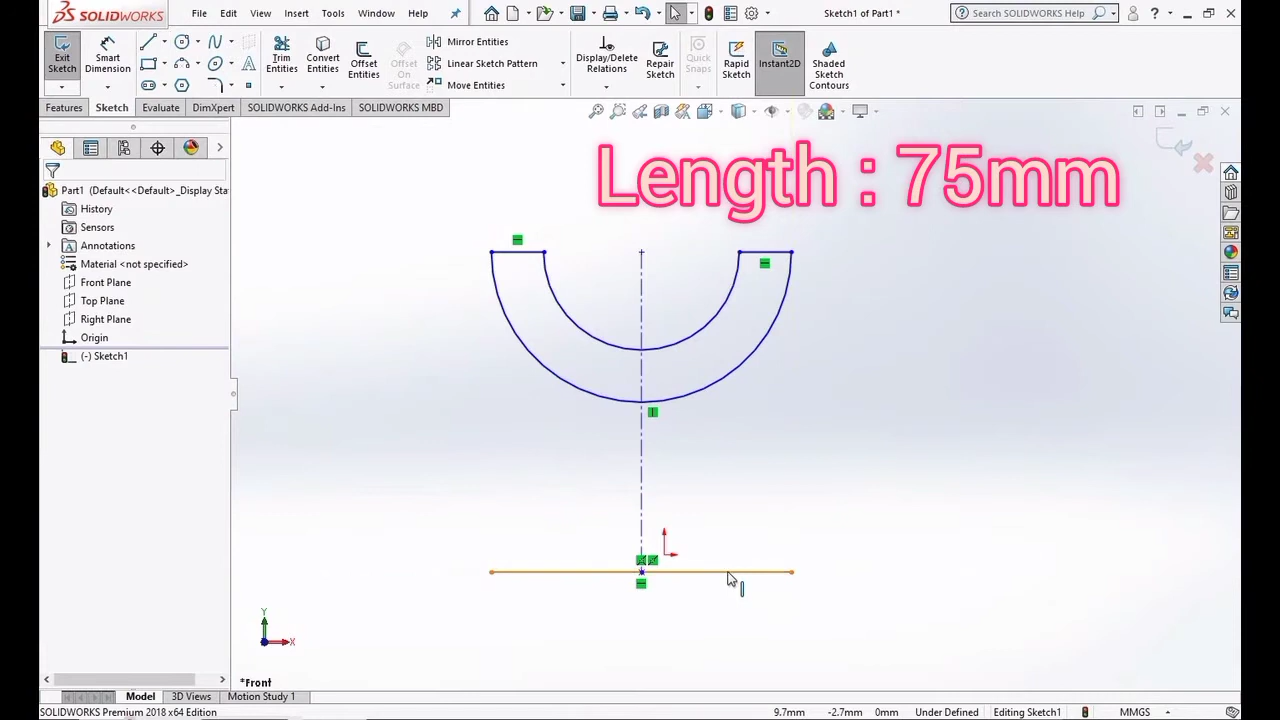 SOLIDWORKS
File Edit View Insert Tools Window Help
Sketch1 of Part1 *
Search SOLIDWORKS Help
?
Exit Sketch
Smart Dimension
Trim Entities
Convert Entities
Offset Entities
Offset On Surface
Mirror Entities
Linear Sketch Pattern
Move Entities
Display/Delete Relations
Repair Sketch
Quick Snaps
Rapid Sketch
Instant2D
Shaded Sketch Contours
Features Sketch Evaluate DimXpert SOLIDWORKS Add-Ins SOLIDWORKS MBD
Length : 75mm
Part1 (Default<<Default>_Display Sta
History
Sensors
Annotations
Material <not specified>
Front Plane
Top Plane
Right Plane
Origin
(-) Sketch1
Y
X
*Front
Model 3D Views Motion Study 1
SOLIDWORKS Premium 2018 x64 Edition
9.7mm -2.7mm 0mm Under Defined Editing Sketch1 MMGS